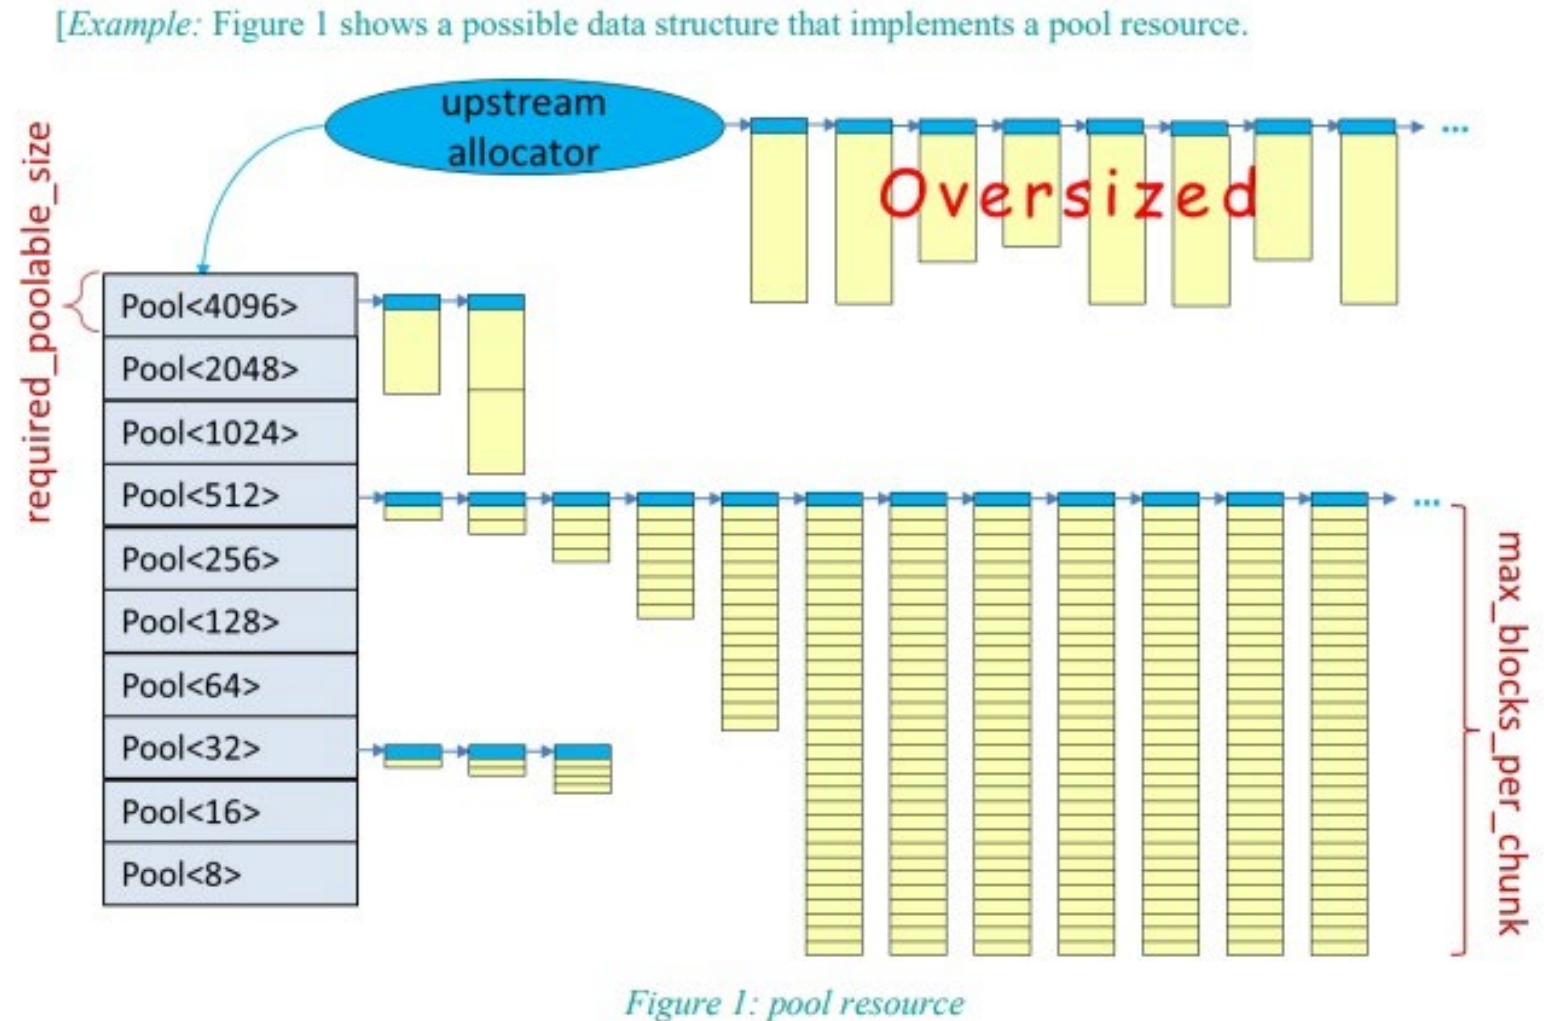 [Example: Figure 1 shows a possible data structure that implements a pool resource.
upstream
allocator
...
Oversized
required_poolable_size
Pool<4096>
Pool<2048>
Pool<1024>
Pool<512>
...
Pool<256>
Pool<128>
Pool<64>
Pool<32>
Pool<16>
Pool<8>
max_blocks_per_chunk
Figure 1: pool resource